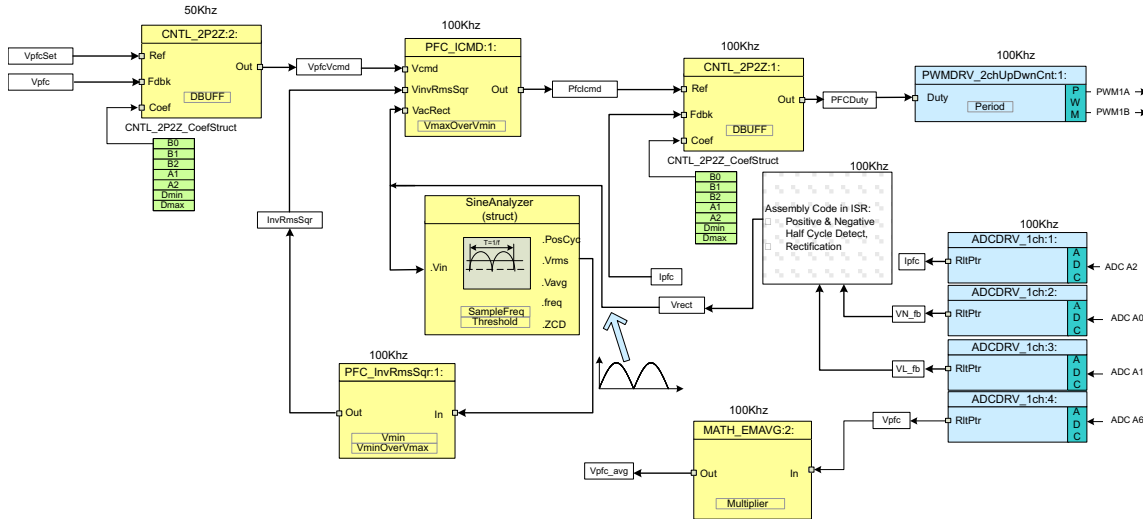 50Khz
CNTL_2P2Z:2:
VpfcSet
Ref
Vpfc
Fdbk
Out
Coef
DBUFF
CNTL_2P2Z_CoefStruct
B0
B1
B2
A1
A2
Dmin
Dmax
VpfcVcmd
100Khz
PFC_ICMD:1:
Vcmd
VinvRmsSqr
Out
VacRect
VmaxOverVmin
PfcIcmd
100Khz
CNTL_2P2Z:1:
Ref
Fdbk
Out
Coef
DBUFF
CNTL_2P2Z_CoefStruct
B0
B1
B2
A1
A2
Dmin
Dmax
PFCDuty
100Khz
PWMDRV_2chUpDwnCnt:1:
Duty
Period
P
W
M
PWM1A
PWM1B
InvRmsSqr
SineAnalyzer
(struct)
T=1/f
.Vin
.PosCyc
.Vrms
.Vavg
.freq
.ZCD
SampleFreq
Threshold
Ipfc
Vrect
100Khz
Assembly Code in ISR:
Positive & Negative
Half Cycle Detect,
Rectification
100Khz
ADCDRV_1ch:1:
Ipfc
RltPtr
A
D
C
ADC A2
ADCDRV_1ch:2:
VN_fb
RltPtr
A
D
C
ADC A0
ADCDRV_1ch:3:
VL_fb
RltPtr
A
D
C
ADC A1
ADCDRV_1ch:4:
Vpfc
RltPtr
A
D
C
ADC A6
100Khz
PFC_InvRmsSqr:1:
Out
In
Vmin
VminOverVmax
100Khz
MATH_EMAVG:2:
Vpfc_avg
Out
In
Multiplier